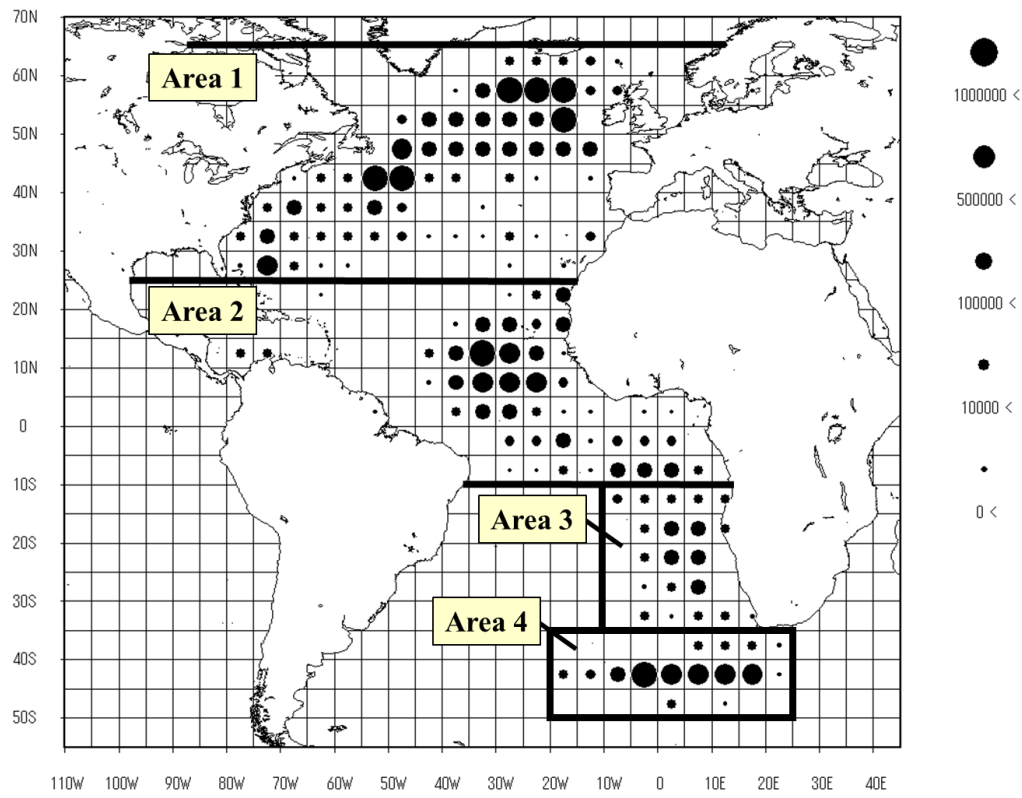 70N
60N
50N
40N
30N
20N
10N
0
10S
20S
30S
40S
50S
Area 1
Area 2
Area 3
Area 4
110W 100W 90W 80W 70W 60W 50W 40W 30W 20W 10W 0 10E 20E 30E 40E
1000000 <
500000 <
100000 <
10000 <
0 <